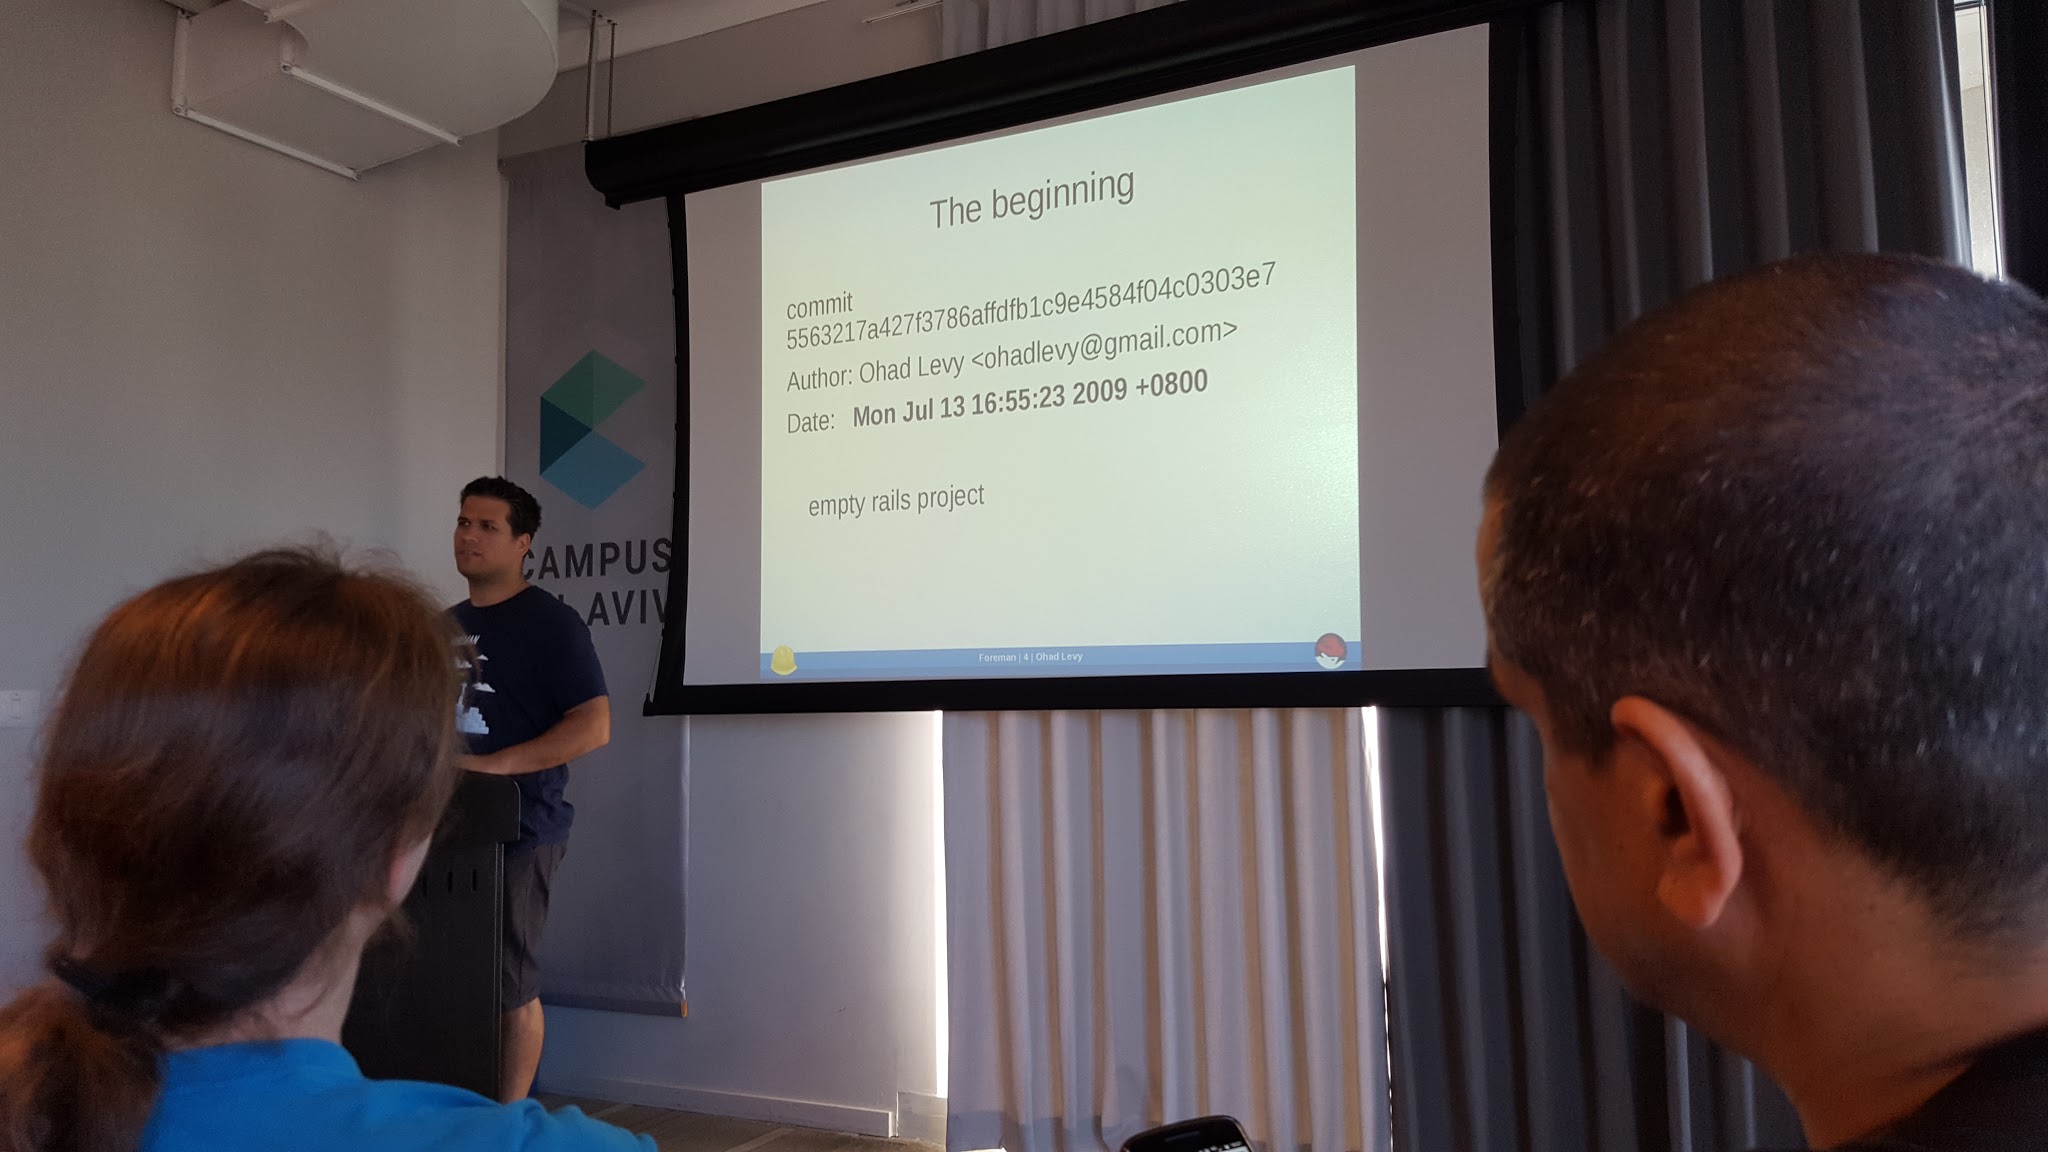 The beginning
commit
5563217a427f3786affdfb1c9e4584f04c0303e7
Author: Ohad Levy <ohadlevy@gmail.com>
Date: Mon Jul 13 16:55:23 2009 +0800
empty rails project
Foreman | 4 | Ohad Levy
CAMPUS
AVIV